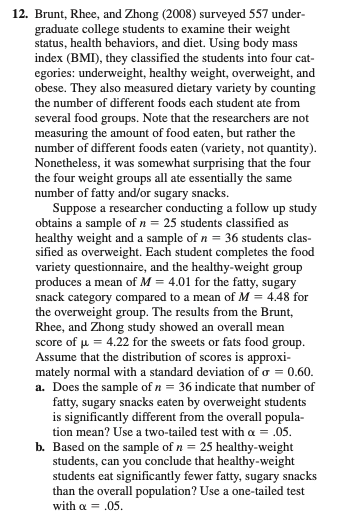 12. Brunt, Rhee, and Zhong (2008) surveyed 557 under-
graduate college students to examine their weight
status, health behaviors, and diet. Using body mass
index (BMI), they classified the students into four cat-
egories: underweight, healthy weight, overweight, and
obese. They also measured dietary variety by counting
the number of different foods each student ate from
several food groups. Note that the researchers are not
measuring the amount of food eaten, but rather the
number of different foods eaten (variety, not quantity).
Nonetheless, it was somewhat surprising that the four
the four weight groups all ate essentially the same
number of fatty and/or sugary snacks.
Suppose a researcher conducting a follow up study
obtains a sample of n = 25 students classified as
healthy weight and a sample of n = 36 students clas-
sified as overweight. Each student completes the food
variety questionnaire, and the healthy-weight group
produces a mean of M = 4.01 for the fatty, sugary
snack category compared to a mean of M = 4.48 for
the overweight group. The results from the Brunt,
Rhee, and Zhong study showed an overall mean
score of μ = 4.22 for the sweets or fats food group.
Assume that the distribution of scores is approxi-
mately normal with a standard deviation of σ = 0.60.
a. Does the sample of n = 36 indicate that number of
fatty, sugary snacks eaten by overweight students
is significantly different from the overall popula-
tion mean? Use a two-tailed test with α = .05.
b. Based on the sample of n = 25 healthy-weight
students, can you conclude that healthy-weight
students eat significantly fewer fatty, sugary snacks
than the overall population? Use a one-tailed test
with α = .05.